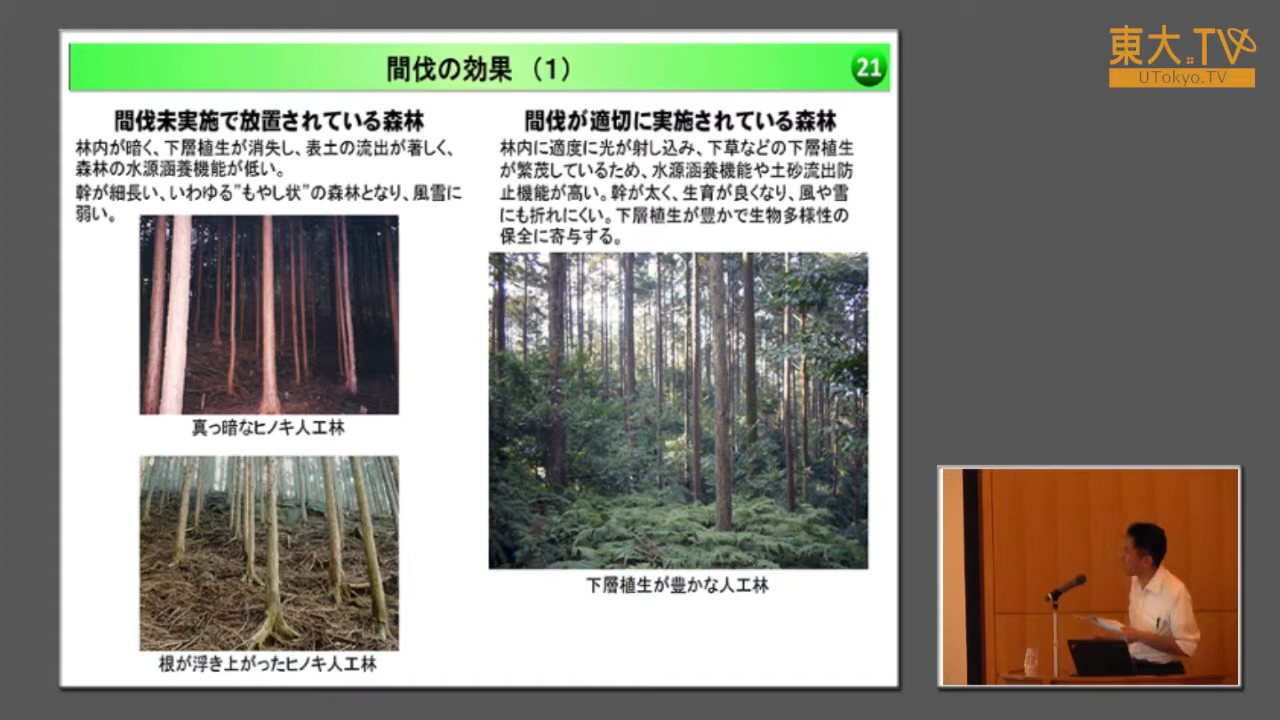 間伐の効果 （1）
21
間伐未実施で放置されている森林
林内が暗く、下層植生が消失し、表土の流出が著しく、
森林の水源涵養機能が低い。
幹が細長い、いわゆる”もやし状”の森林となり、風雪に
弱い。
真っ暗なヒノキ人工林
根が浮き上がったヒノキ人工林
間伐が適切に実施されている森林
林内に適度に光が射し込み、下草などの下層植生
が繁茂しているため、水源涵養機能や土砂流出防
止機能が高い。幹が太く、生育が良くなり、風や雪
にも折れにくい。下層植生が豊かで生物多様性の
保全に寄与する。
下層植生が豊かな人工林
東大.TV
UTokyo.TV